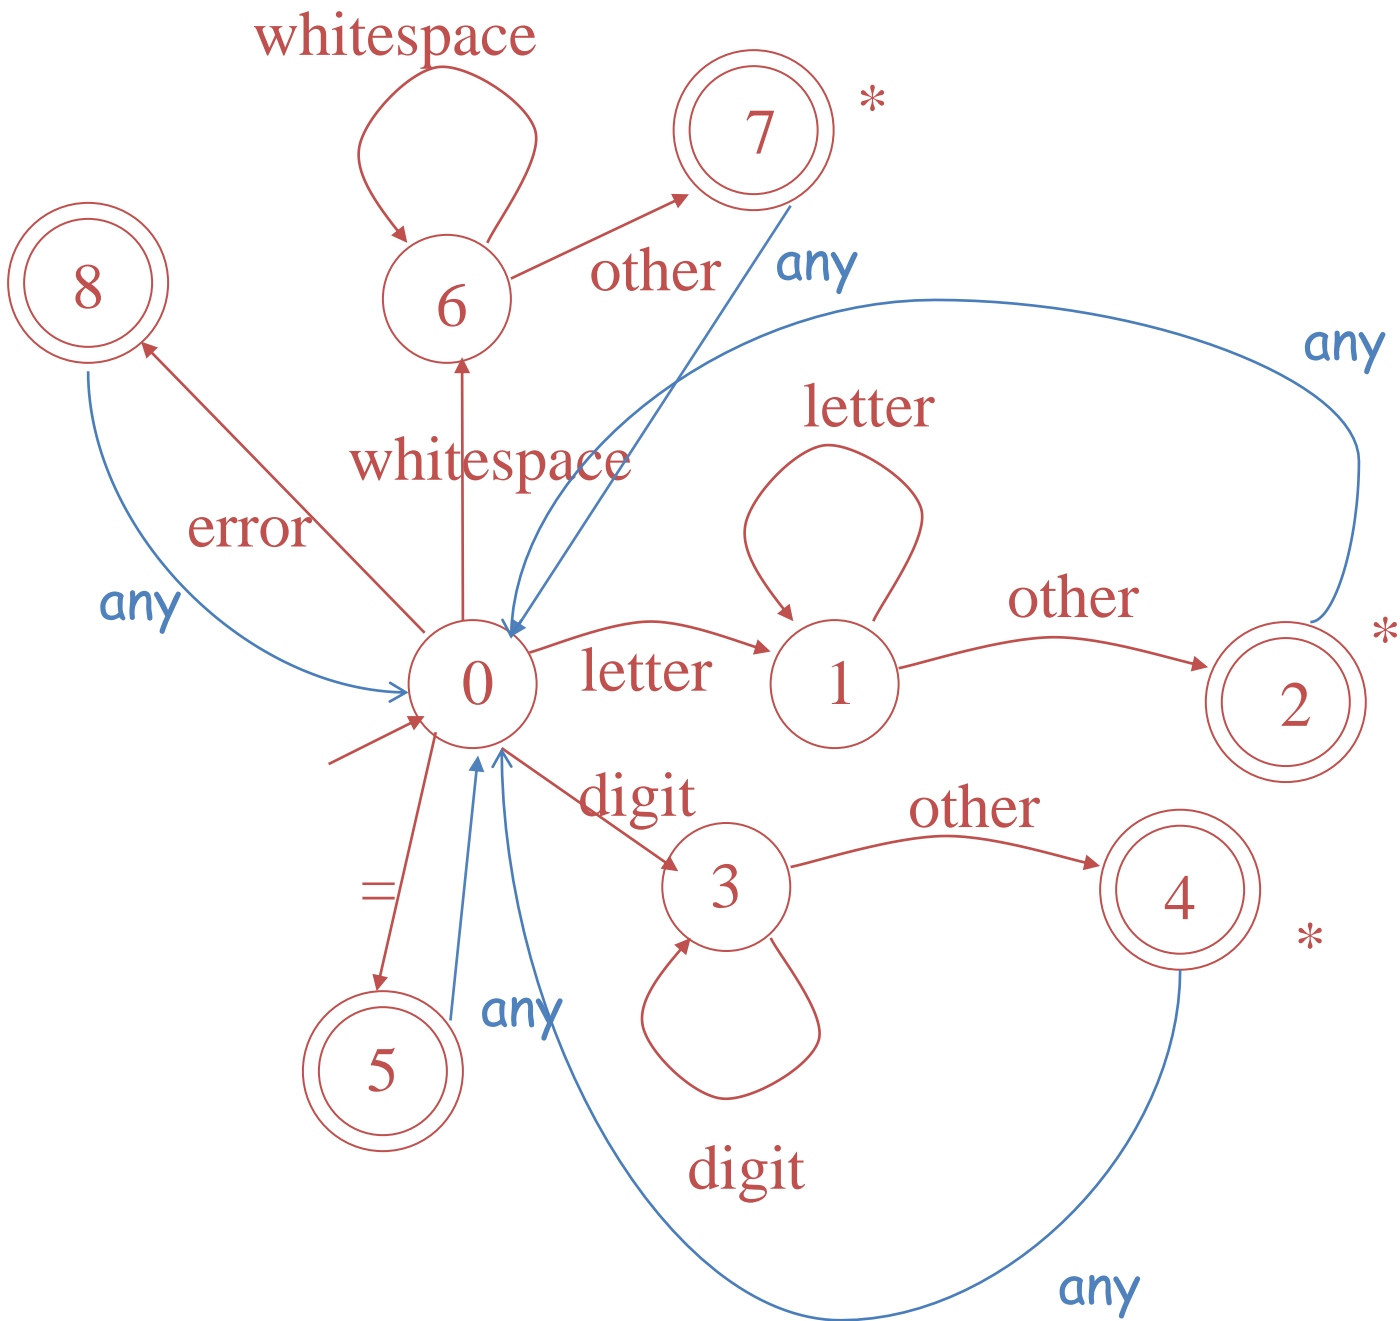 whitespace
7
*
8
6
other
any
any
letter
whitespace
error
any
other
*
0
letter
1
2
digit
other
=
3
4
*
any
5
digit
any